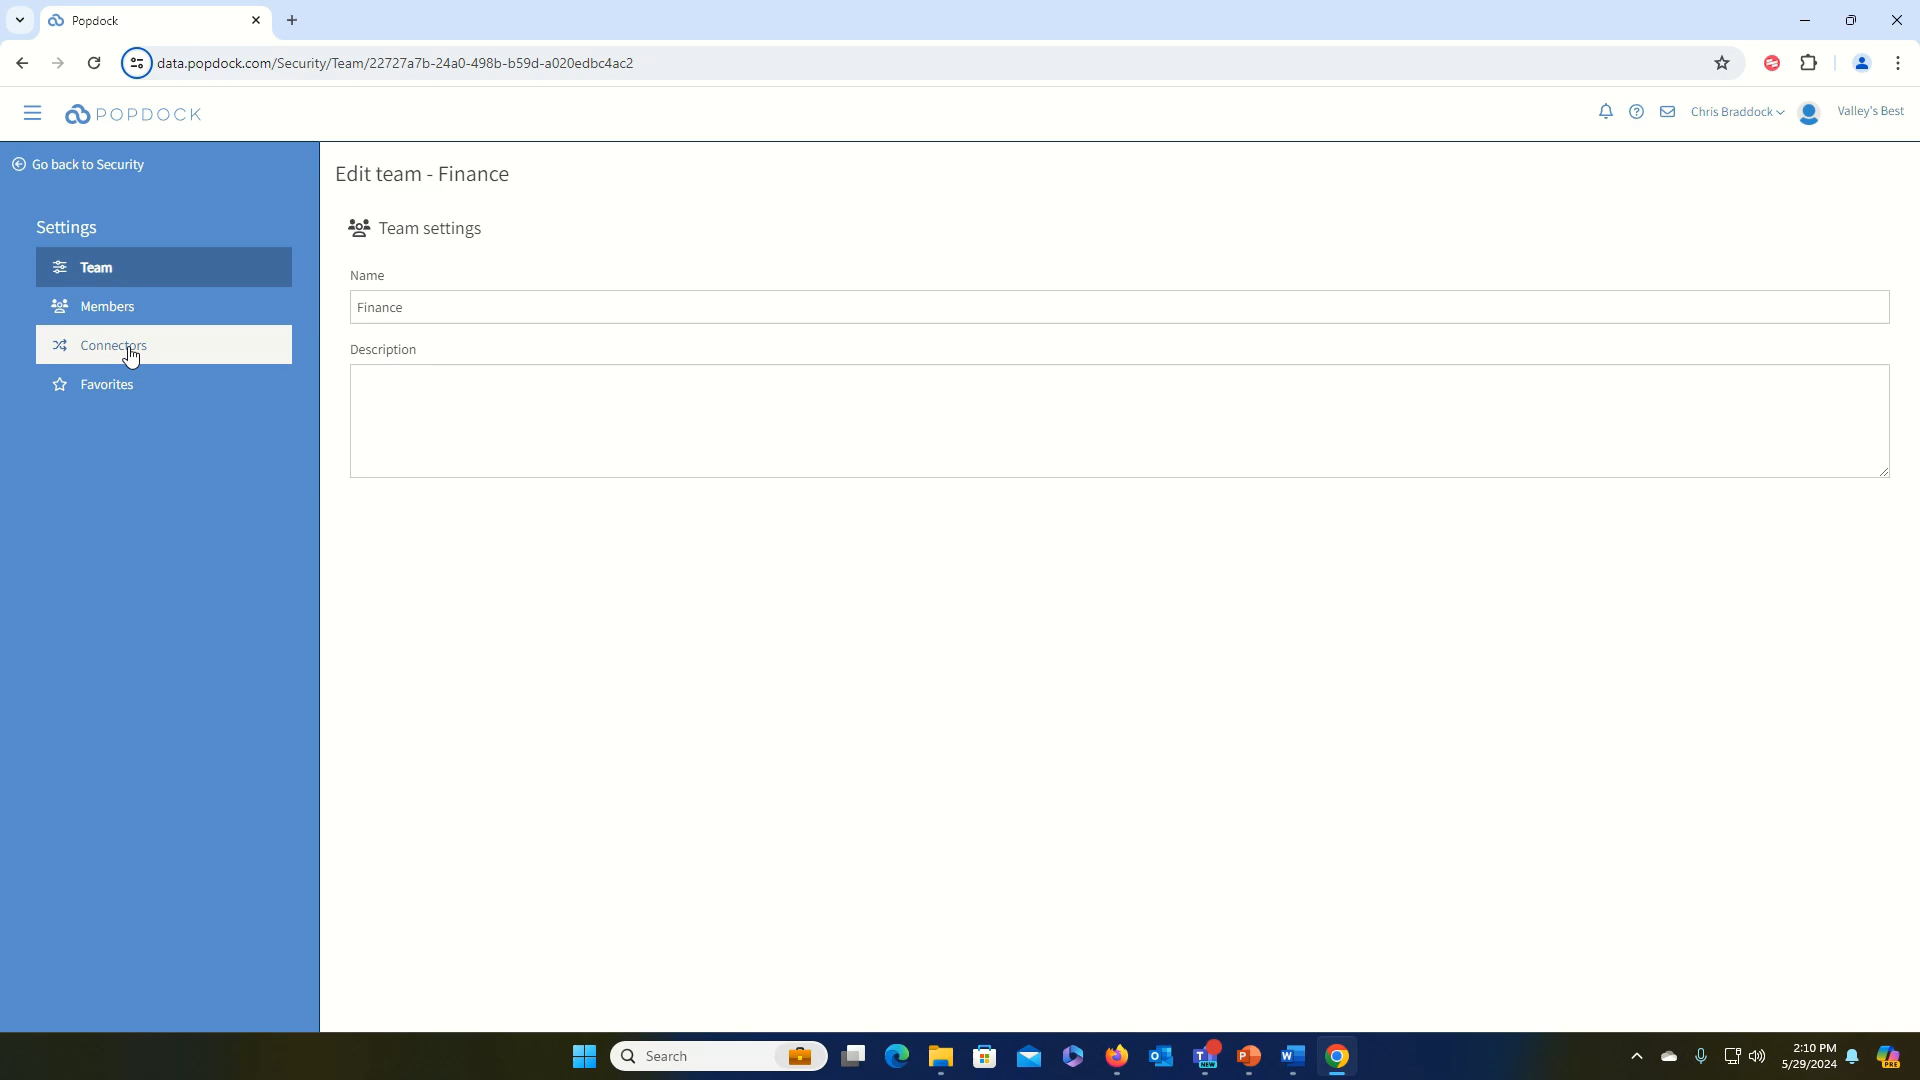 Popdock
data.popdock.com/Security/Team/22727a7b-24a0-498b-b59d-a020edbc4ac2
POPDOCK
Chris Braddock
Valley's Best
Go back to Security
Settings
Team
Members
Connectors
Favorites
Edit team - Finance
Team settings
Name
Finance
Description
Search
2:10 PM
5/29/2024